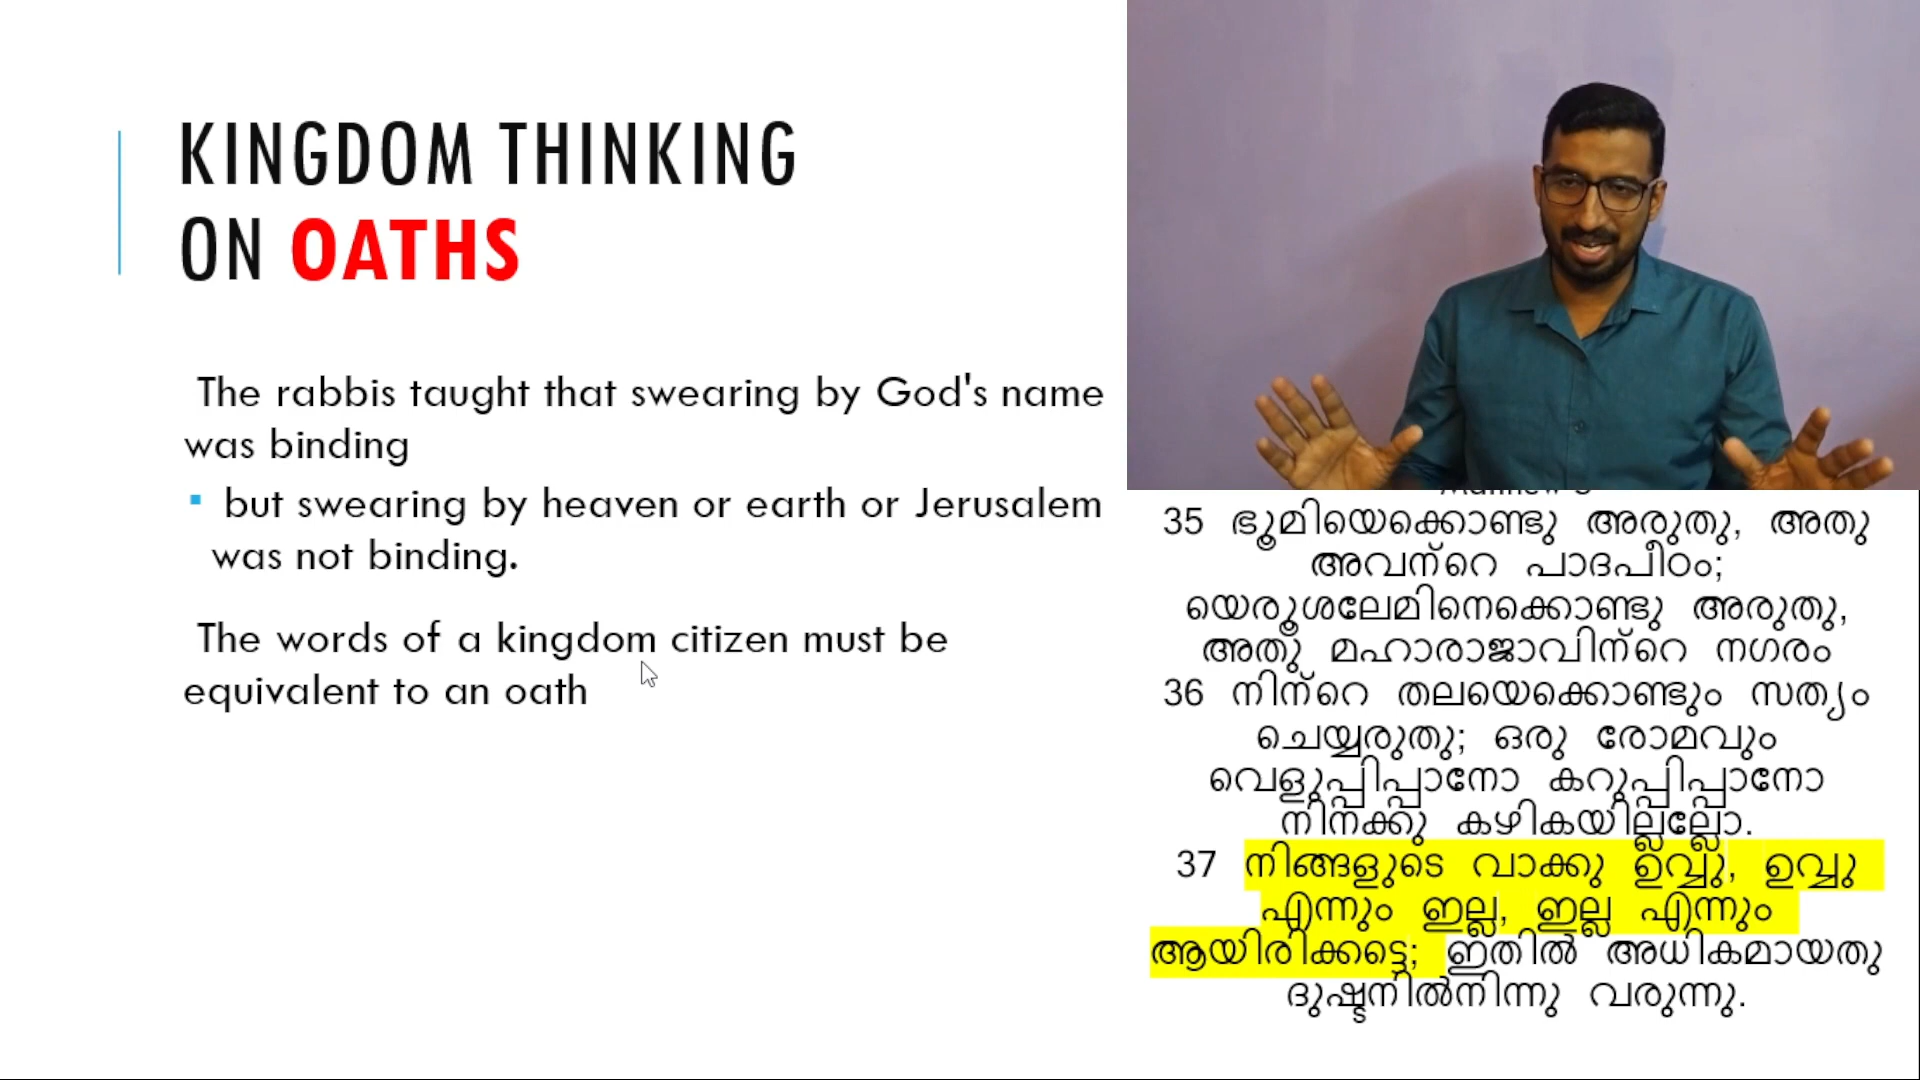 KINGDOM THINKING
ON OATHS
The rabbis taught that swearing by God's name
was binding
▪ but swearing by heaven or earth or Jerusalem
was not binding.
The words of a kingdom citizen must be
equivalent to an oath
35 ഭൂമിയെക്കൊണ്ടു അരുതു, അതു
അവന്റെ പാദപീഠം;
യെരൂശലേമിനെക്കൊണ്ടു അരുതു,
അതു മഹാരാജാവിന്റെ നഗരം
36 നിന്റെ തലയെക്കൊണ്ടും സത്യം
ചെയ്യരുതു; ഒരു രോമവും
വെളുപ്പിപ്പാനോ കറുപ്പിപ്പാനോ
നിനക്കു കഴികയില്ലല്ലോ.
37 നിങ്ങളുടെ വാക്കു ഉവ്വു, ഉവ്വു
എന്നും ഇല്ല, ഇല്ല എന്നും
ആയിരിക്കട്ടെ; ഇതിൽ അധികമായതു
ദുഷ്ടനിൽനിന്നു വരുന്നു.